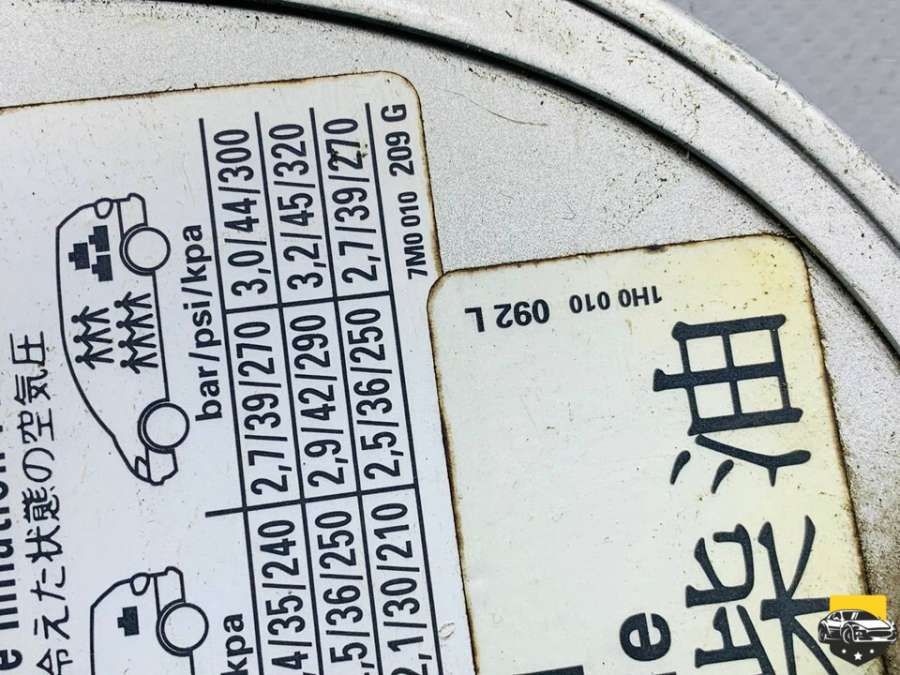 e inflation
冷えた状態の空気圧
kpa bar/psi/kpa
,4/35/240 2,7/39/270 3,0/44/300
,5/36/250 2,9/42/290 3,2/45/320
2,1/30/210 2,5/36/250 2,7/39/270
7M0 010 209 G
1H0 010 092 L
柴油